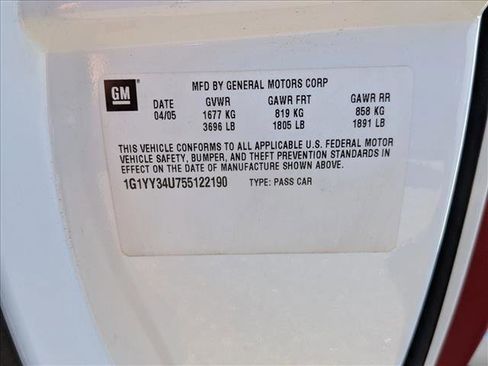 GM
MFD BY GENERAL MOTORS CORP
DATE GVWR GAWR FRT GAWR RR
04/05 1677 KG 819 KG 858 KG
3696 LB 1805 LB 1891 LB
THIS VEHICLE CONFORMS TO ALL APPLICABLE U.S. FEDERAL MOTOR
VEHICLE SAFETY, BUMPER, AND THEFT PREVENTION STANDARDS IN
EFFECT ON THE DATE OF MANUFACTURE SHOWN ABOVE.
1G1YY34U755122190 TYPE: PASS CAR